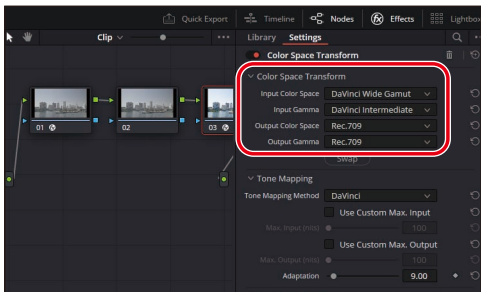 Quick Export
Timeline
Nodes
fx Effects
Lightbox
Clip
Library Settings
Color Space Transform
Color Space Transform
Input Color Space DaVinci Wide Gamut
Input Gamma DaVinci Intermediate
Output Color Space Rec.709
Output Gamma Rec.709
Swap
Tone Mapping
Tone Mapping Method DaVinci
Use Custom Max. Input
Max. Input (nits) 100
Use Custom Max. Output
Max. Output (nits) 100
Adaptation 9.00
01
02
03